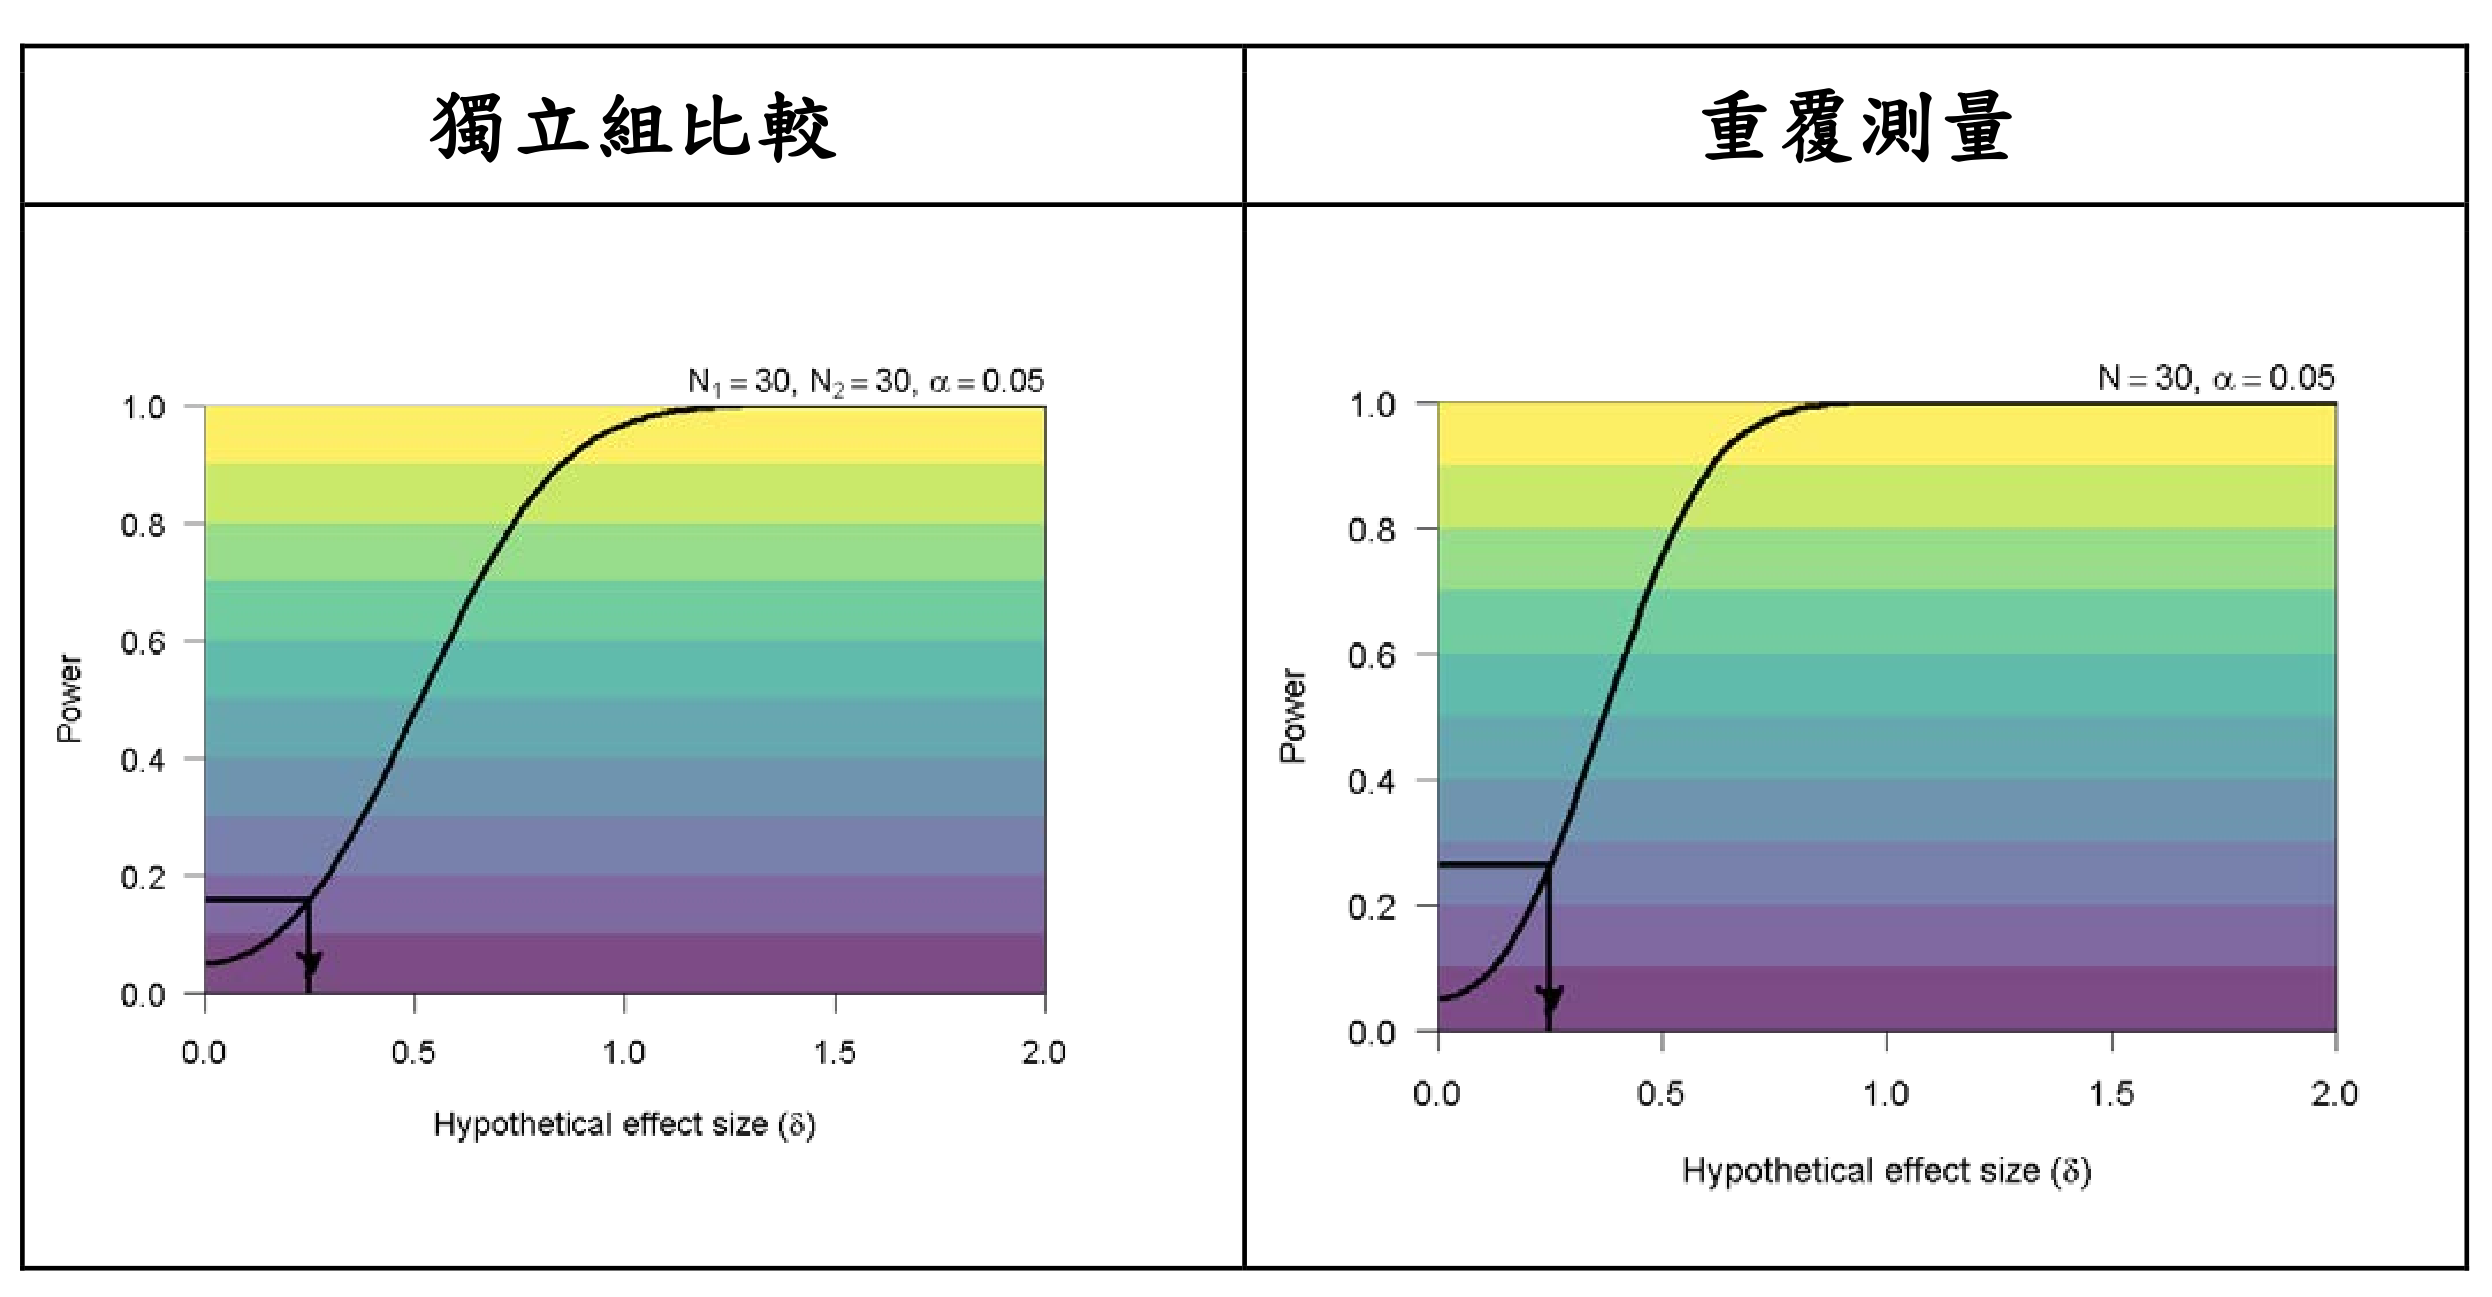 獨立組比較
重覆測量
N₁ = 30, N₂ = 30, α = 0.05
1.0
0.8
0.6
0.4
0.2
0.0
Power
0.0 0.5 1.0 1.5 2.0
Hypothetical effect size (δ)
N = 30, α = 0.05
1.0
0.8
0.6
0.4
0.2
0.0
Power
0.0 0.5 1.0 1.5 2.0
Hypothetical effect size (δ)